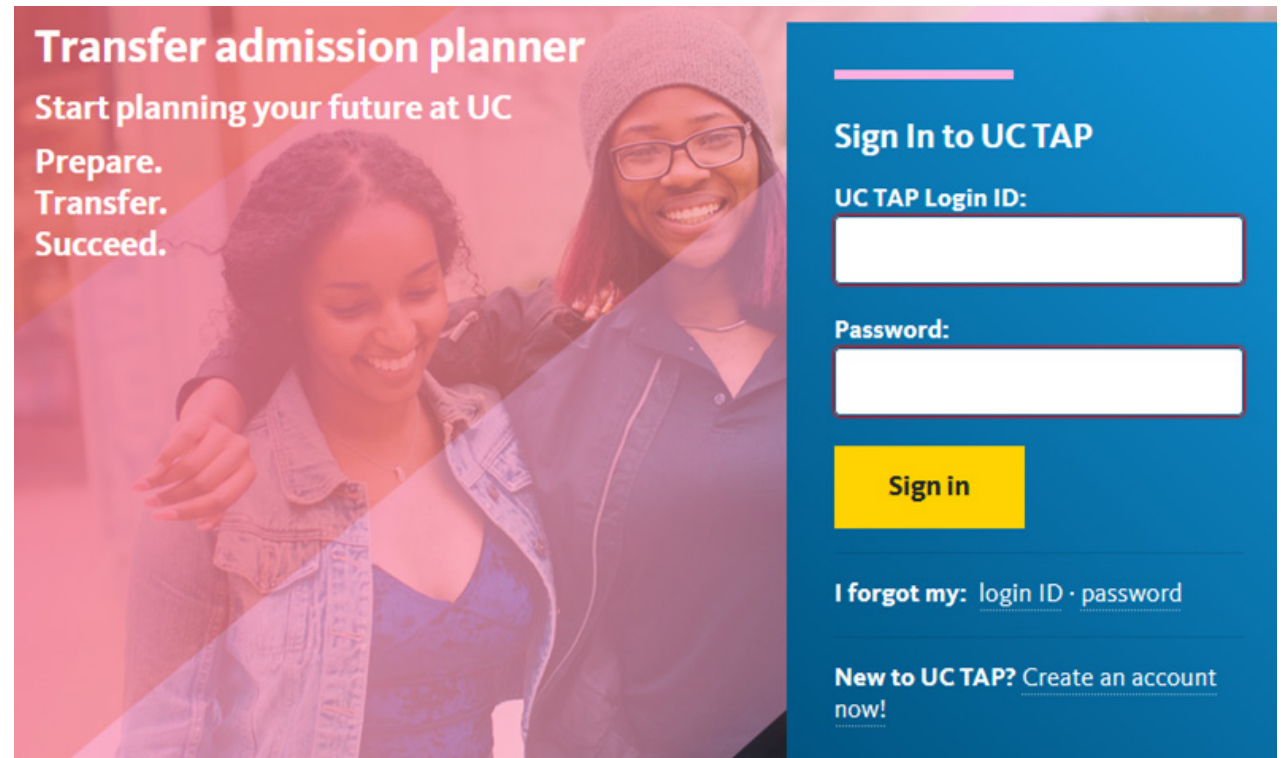 Transfer admission planner
Start planning your future at UC
Prepare.
Transfer.
Succeed.
Sign In to UC TAP
UC TAP Login ID:
Password:
Sign in
I forgot my: login ID · password
New to UC TAP? Create an account
now!